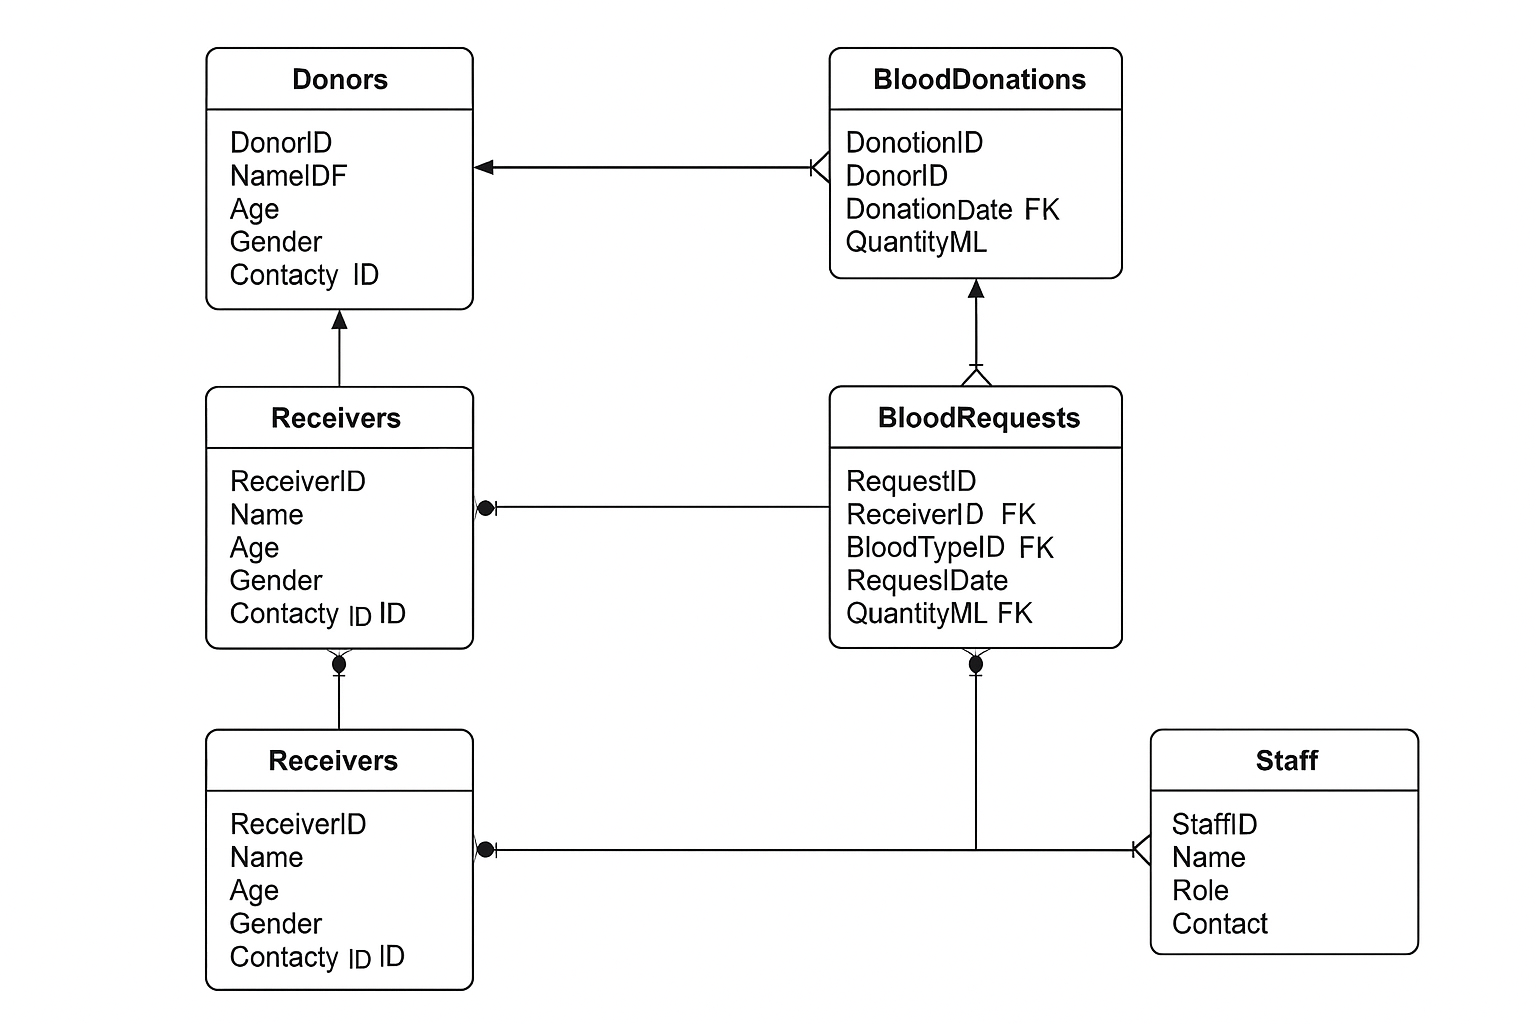 Donors
DonorID
NameIDF
Age
Gender
Contacty ID
BloodDonations
DonotionID
DonorID
DonationDate FK
QuantityML
Receivers
ReceiverID
Name
Age
Gender
Contacty ID ID
BloodRequests
RequestID
ReceiverID FK
BloodTypeID FK
RequesIDate
QuantityML FK
Receivers
ReceiverID
Name
Age
Gender
Contacty ID ID
Staff
StaffID
Name
Role
Contact